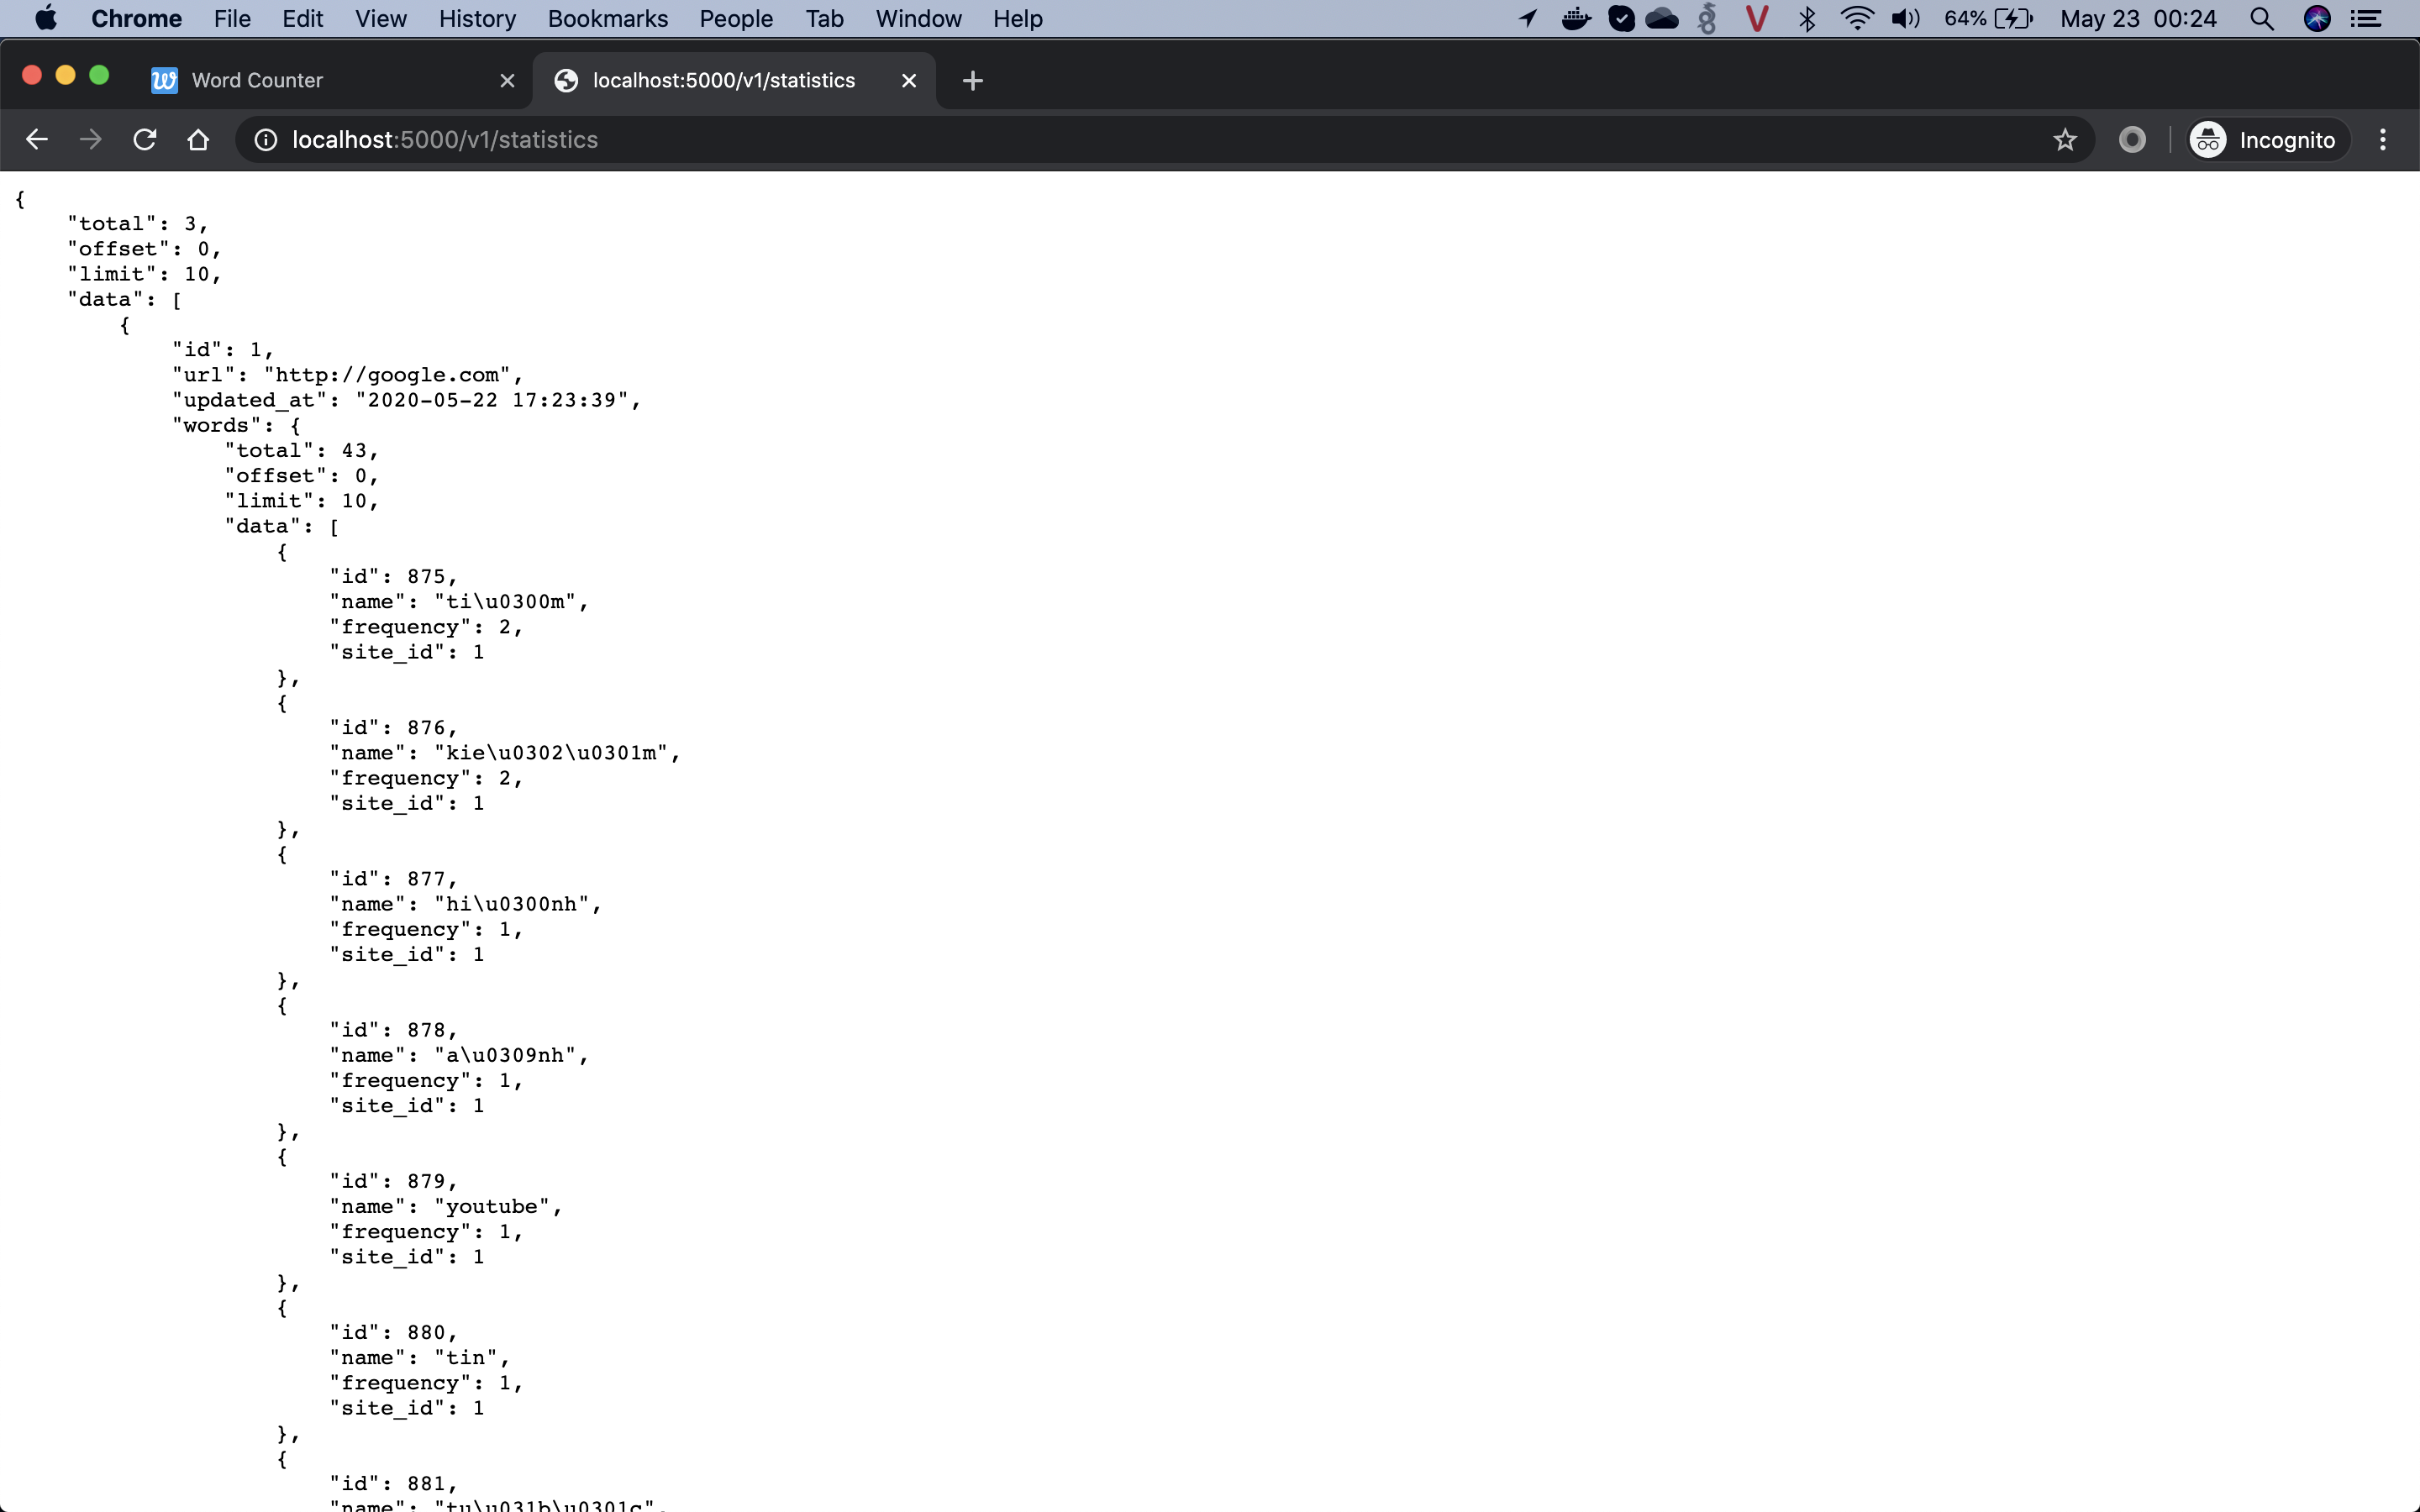 Chrome File Edit View History Bookmarks People Tab Window Help 64% May 23 00:24
Word Counter localhost:5000/v1/statistics
localhost:5000/v1/statistics Incognito
{
"total": 3,
"offset": 0,
"limit": 10,
"data": [
{
"id": 1,
"url": "http://google.com",
"updated_at": "2020-05-22 17:23:39",
"words": {
"total": 43,
"offset": 0,
"limit": 10,
"data": [
{
"id": 875,
"name": "ti\u0300m",
"frequency": 2,
"site_id": 1
},
{
"id": 876,
"name": "kie\u0302\u0301m",
"frequency": 2,
"site_id": 1
},
{
"id": 877,
"name": "hi\u0300nh",
"frequency": 1,
"site_id": 1
},
{
"id": 878,
"name": "a\u0309nh",
"frequency": 1,
"site_id": 1
},
{
"id": 879,
"name": "youtube",
"frequency": 1,
"site_id": 1
},
{
"id": 880,
"name": "tin",
"frequency": 1,
"site_id": 1
},
{
"id": 881,
"name": "tu\u031b\u0301c",